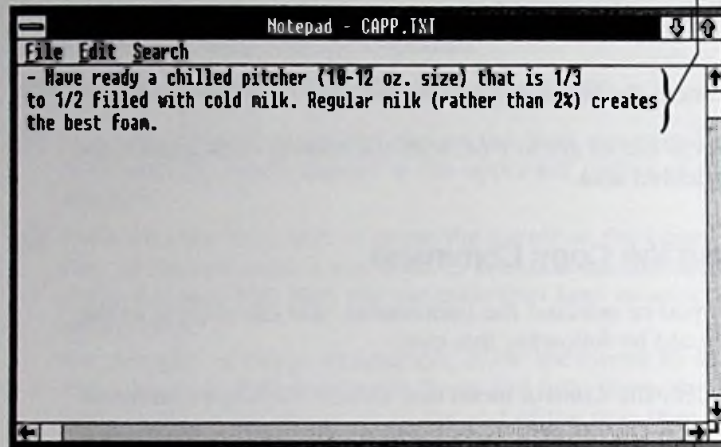 Notepad - CAPP.TXT
File Edit Search
- Have ready a chilled pitcher (10-12 oz. size) that is 1/3
to 1/2 filled with cold milk. Regular milk (rather than 2%) creates
the best foam.